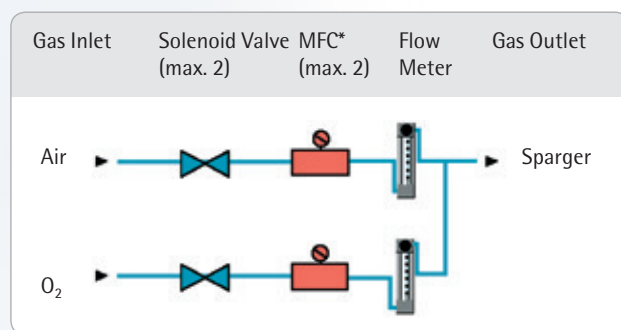 Gas Inlet
Solenoid Valve
(max. 2)
MFC*
(max. 2)
Flow
Meter
Gas Outlet
Air
Sparger
O₂